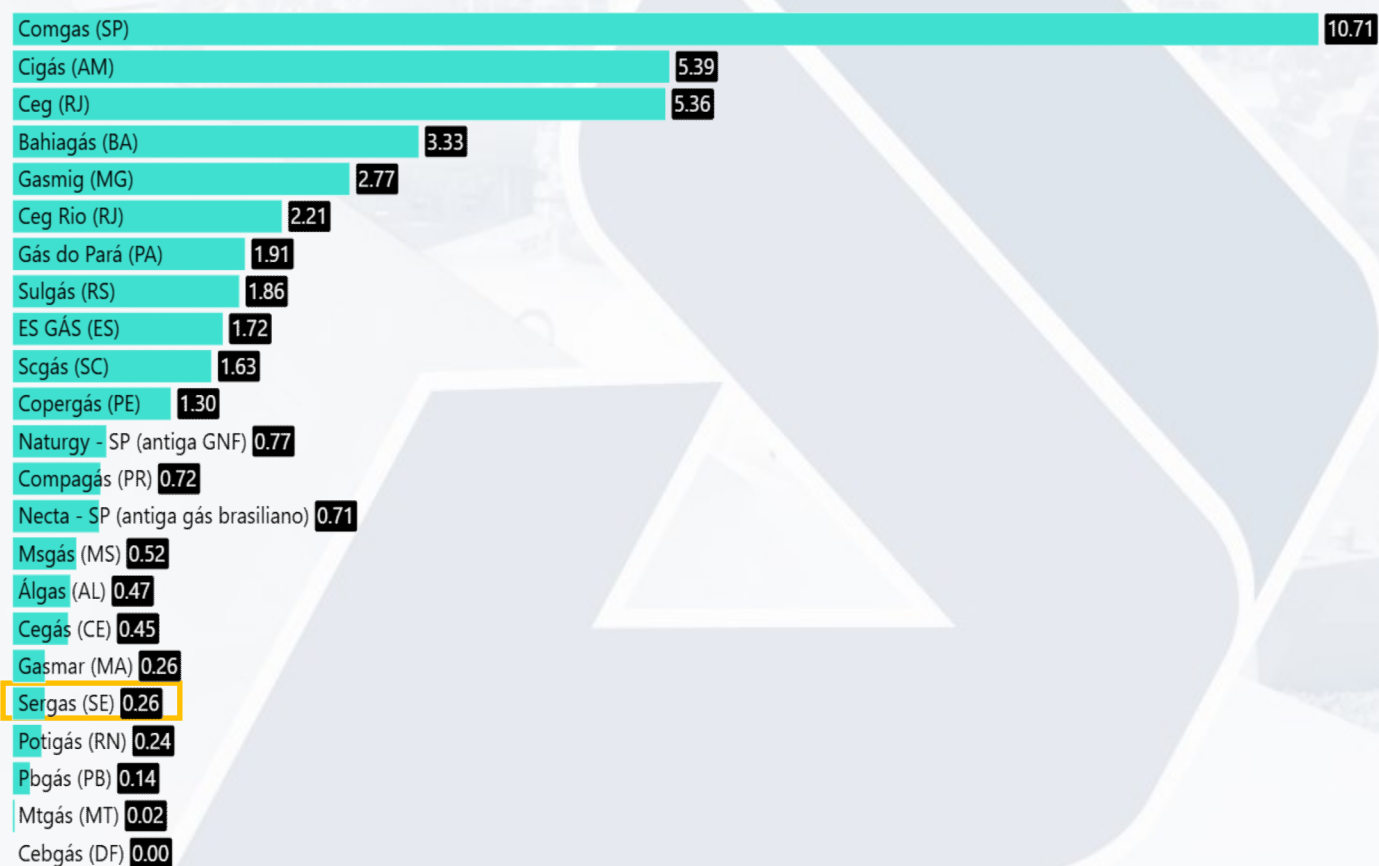 Comgas (SP) 10.71
Cigás (AM) 5.39
Ceg (RJ) 5.36
Bahiagás (BA) 3.33
Gasmig (MG) 2.77
Ceg Rio (RJ) 2.21
Gás do Pará (PA) 1.91
Sulgás (RS) 1.86
ES GÁS (ES) 1.72
Scgás (SC) 1.63
Copergás (PE) 1.30
Naturgy - SP (antiga GNF) 0.77
Compagás (PR) 0.72
Necta - SP (antiga gás brasiliano) 0.71
Msgás (MS) 0.52
Álgas (AL) 0.47
Cegás (CE) 0.45
Gasmar (MA) 0.26
Sergas (SE) 0.26
Potigás (RN) 0.24
Pbgás (PB) 0.14
Mtgás (MT) 0.02
Cebgás (DF) 0.00